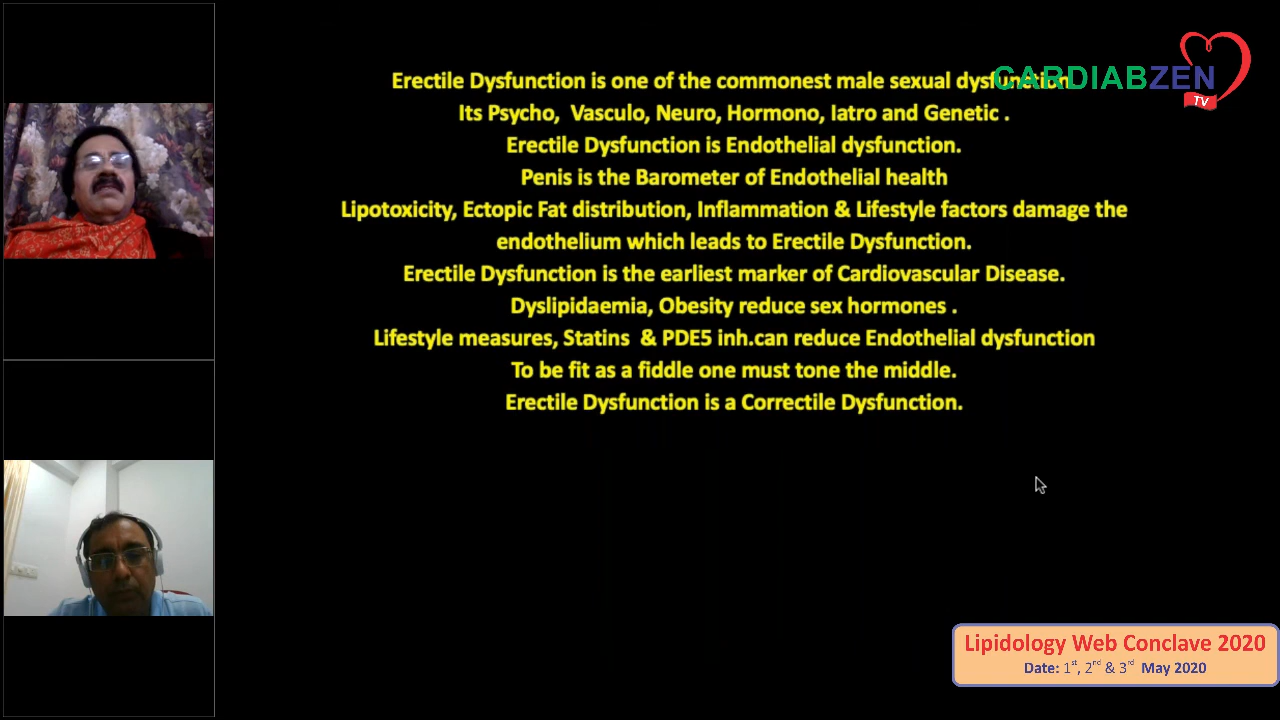 CARDIABZEN
TV
Erectile Dysfunction is one of the commonest male sexual dysfunction.
Its Psycho, Vasculo, Neuro, Hormono, Iatro and Genetic .
Erectile Dysfunction is Endothelial dysfunction.
Penis is the Barometer of Endothelial health
Lipotoxicity, Ectopic Fat distribution, Inflammation & Lifestyle factors damage the
endothelium which leads to Erectile Dysfunction.
Erectile Dysfunction is the earliest marker of Cardiovascular Disease.
Dyslipidaemia, Obesity reduce sex hormones .
Lifestyle measures, Statins & PDE5 inh.can reduce Endothelial dysfunction
To be fit as a fiddle one must tone the middle.
Erectile Dysfunction is a Correctile Dysfunction.
Lipidology Web Conclave 2020
Date: 1st, 2nd & 3rd May 2020